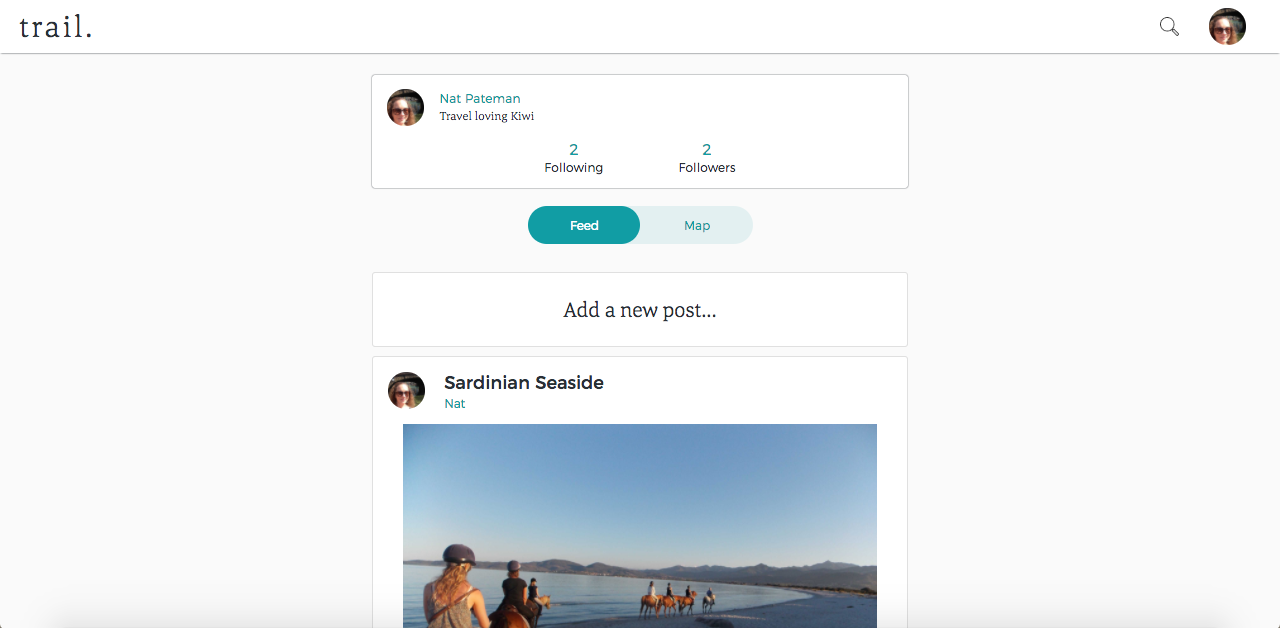 trail.
Nat Pateman
Travel loving Kiwi
2 2
Following Followers
Feed Map
Add a new post...
Sardinian Seaside
Nat